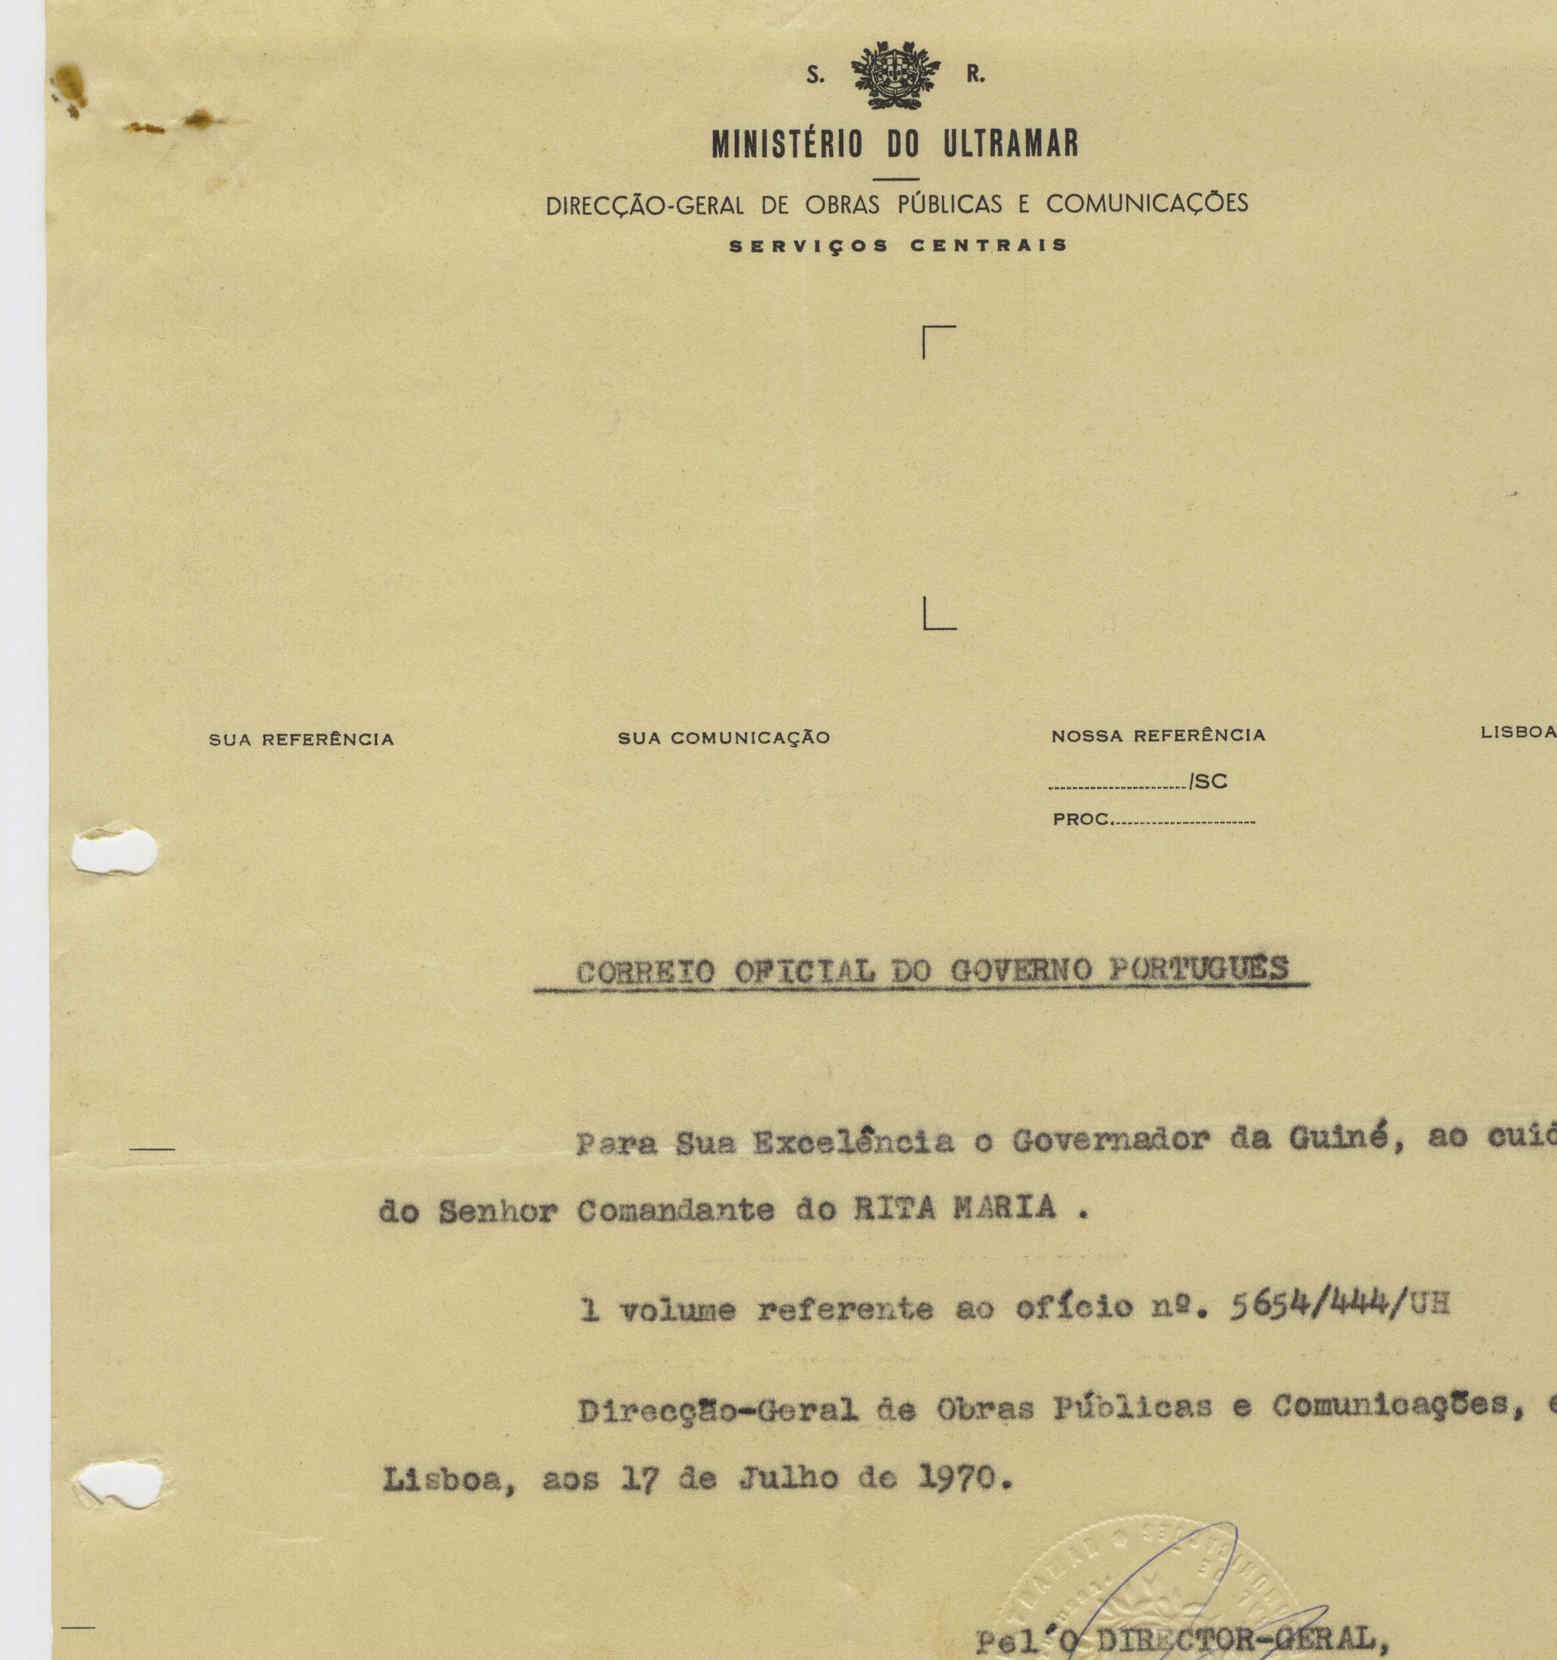 S. R.
MINISTÉRIO DO ULTRAMAR
DIRECÇÃO-GERAL DE OBRAS PÚBLICAS E COMUNICAÇÕES
SERVIÇOS CENTRAIS
SUA REFERÊNCIA SUA COMUNICAÇÃO NOSSA REFERÊNCIA LISBOA
/SC
PROC.
CORREIO OFICIAL DO GOVERNO PORTUGUÊS
Para Sua Excelência o Governador da Guiné, ao
do Senhor Comandante do RITA MARIA .
1 volume referente ao ofício nº. 5654/444/UH
Direcção-Geral de Obras Públicas e Comunicações,
Lisboa, aos 17 de Julho de 1970.
Pel'O DIRECTOR-GERAL,